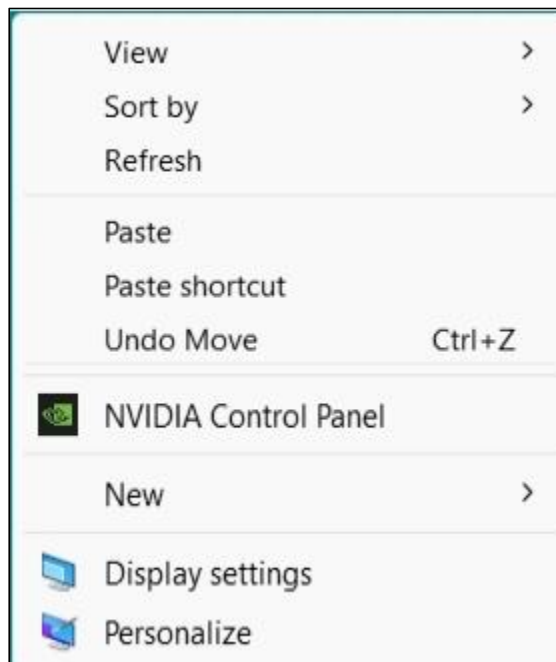 View
Sort by
Refresh
Paste
Paste shortcut
Undo Move Ctrl+Z
NVIDIA Control Panel
New
Display settings
Personalize